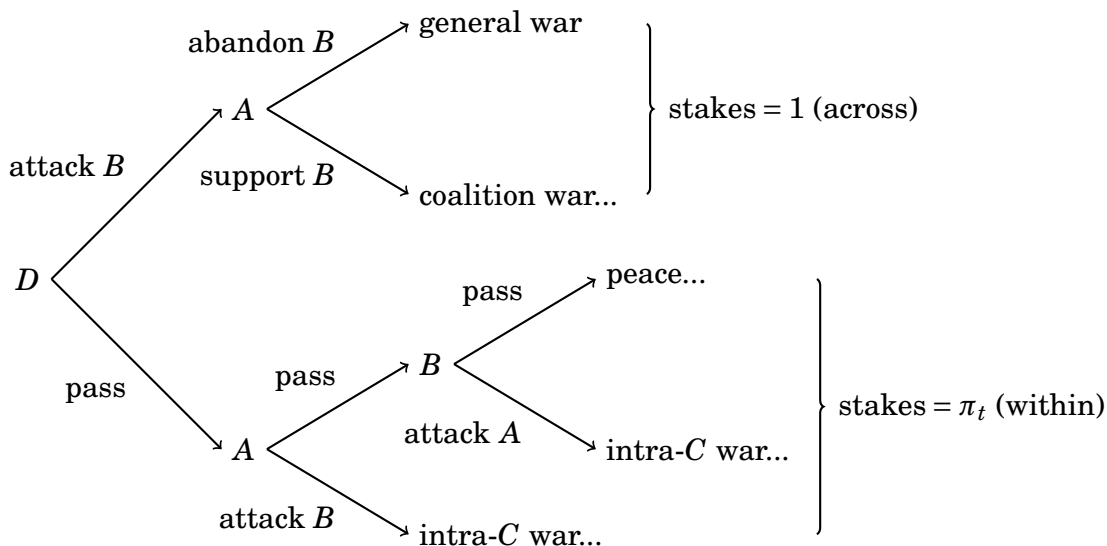 general war
abandon B
A
stakes = 1 (across)
attack B
support B
coalition war...
D
peace...
pass
pass
pass
B
stakes = πₜ (within)
attack A
A
intra-C war...
attack B
intra-C war...